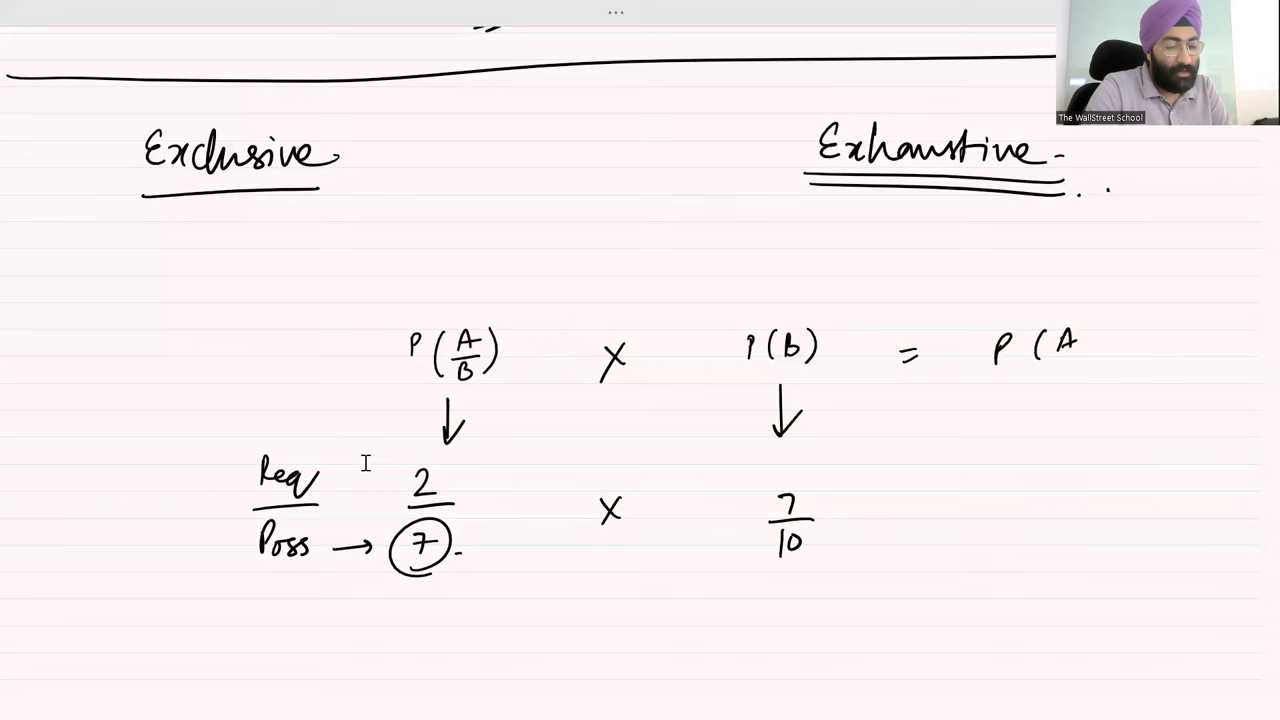 The WallStreet School
Exclusive
Exhaustive
P(A/B) X P(B) = P(A
Req/Poss → 2/7 X 7/10